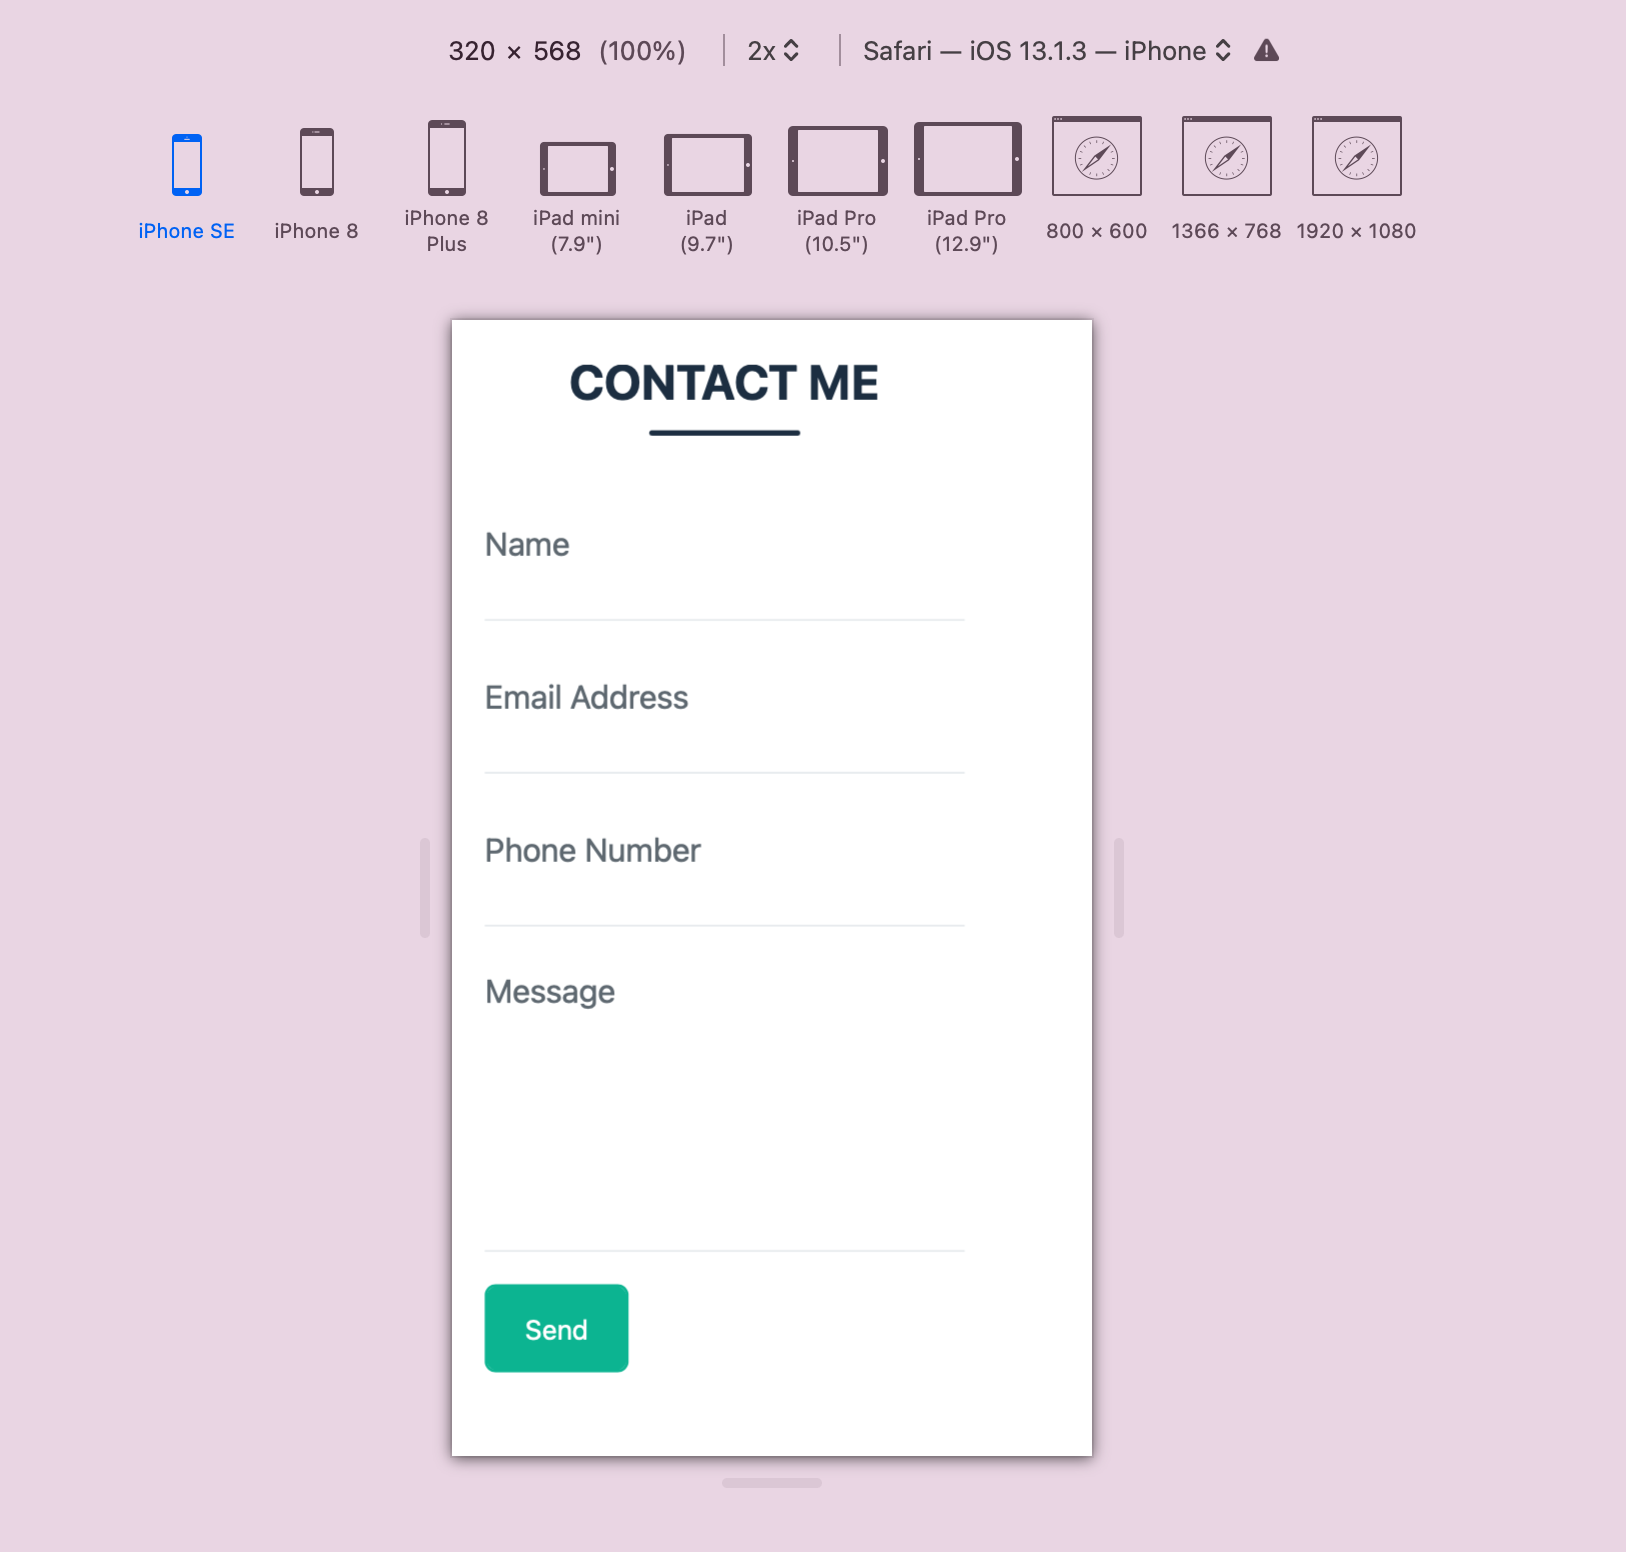 320 × 568 (100%) 2x Safari — iOS 13.1.3 — iPhone
iPhone SE
iPhone 8
iPhone 8
Plus
iPad mini
(7.9")
iPad
(9.7")
iPad Pro
(10.5")
iPad Pro
(12.9")
800 × 600
1366 × 768
1920 × 1080
CONTACT ME
Name
Email Address
Phone Number
Message
Send